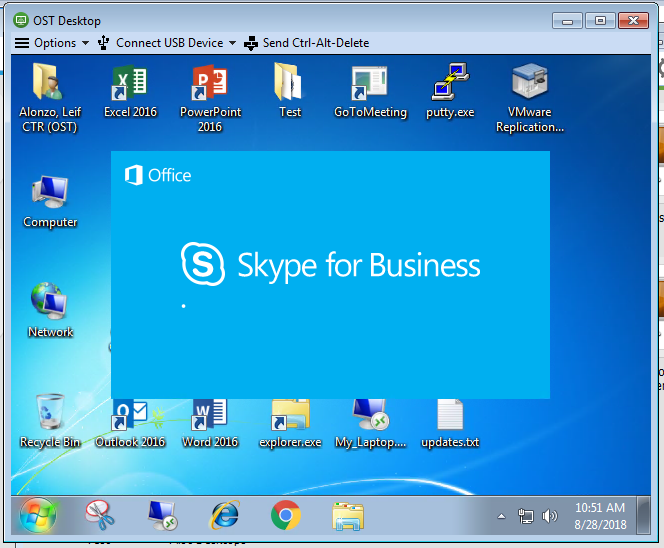 OST Desktop
Options Connect USB Device Send Ctrl-Alt-Delete
Alonzo, Leif
CTR (OST)
Excel 2016
PowerPoint
2016
Test
GoToMeeting
putty.exe
VMware
Replication...
Office
Computer
Skype for Business
Network
Recycle Bin
Outlook 2016
Word 2016
explorer.exe
My_Laptop....
updates.txt
10:51 AM
8/28/2018